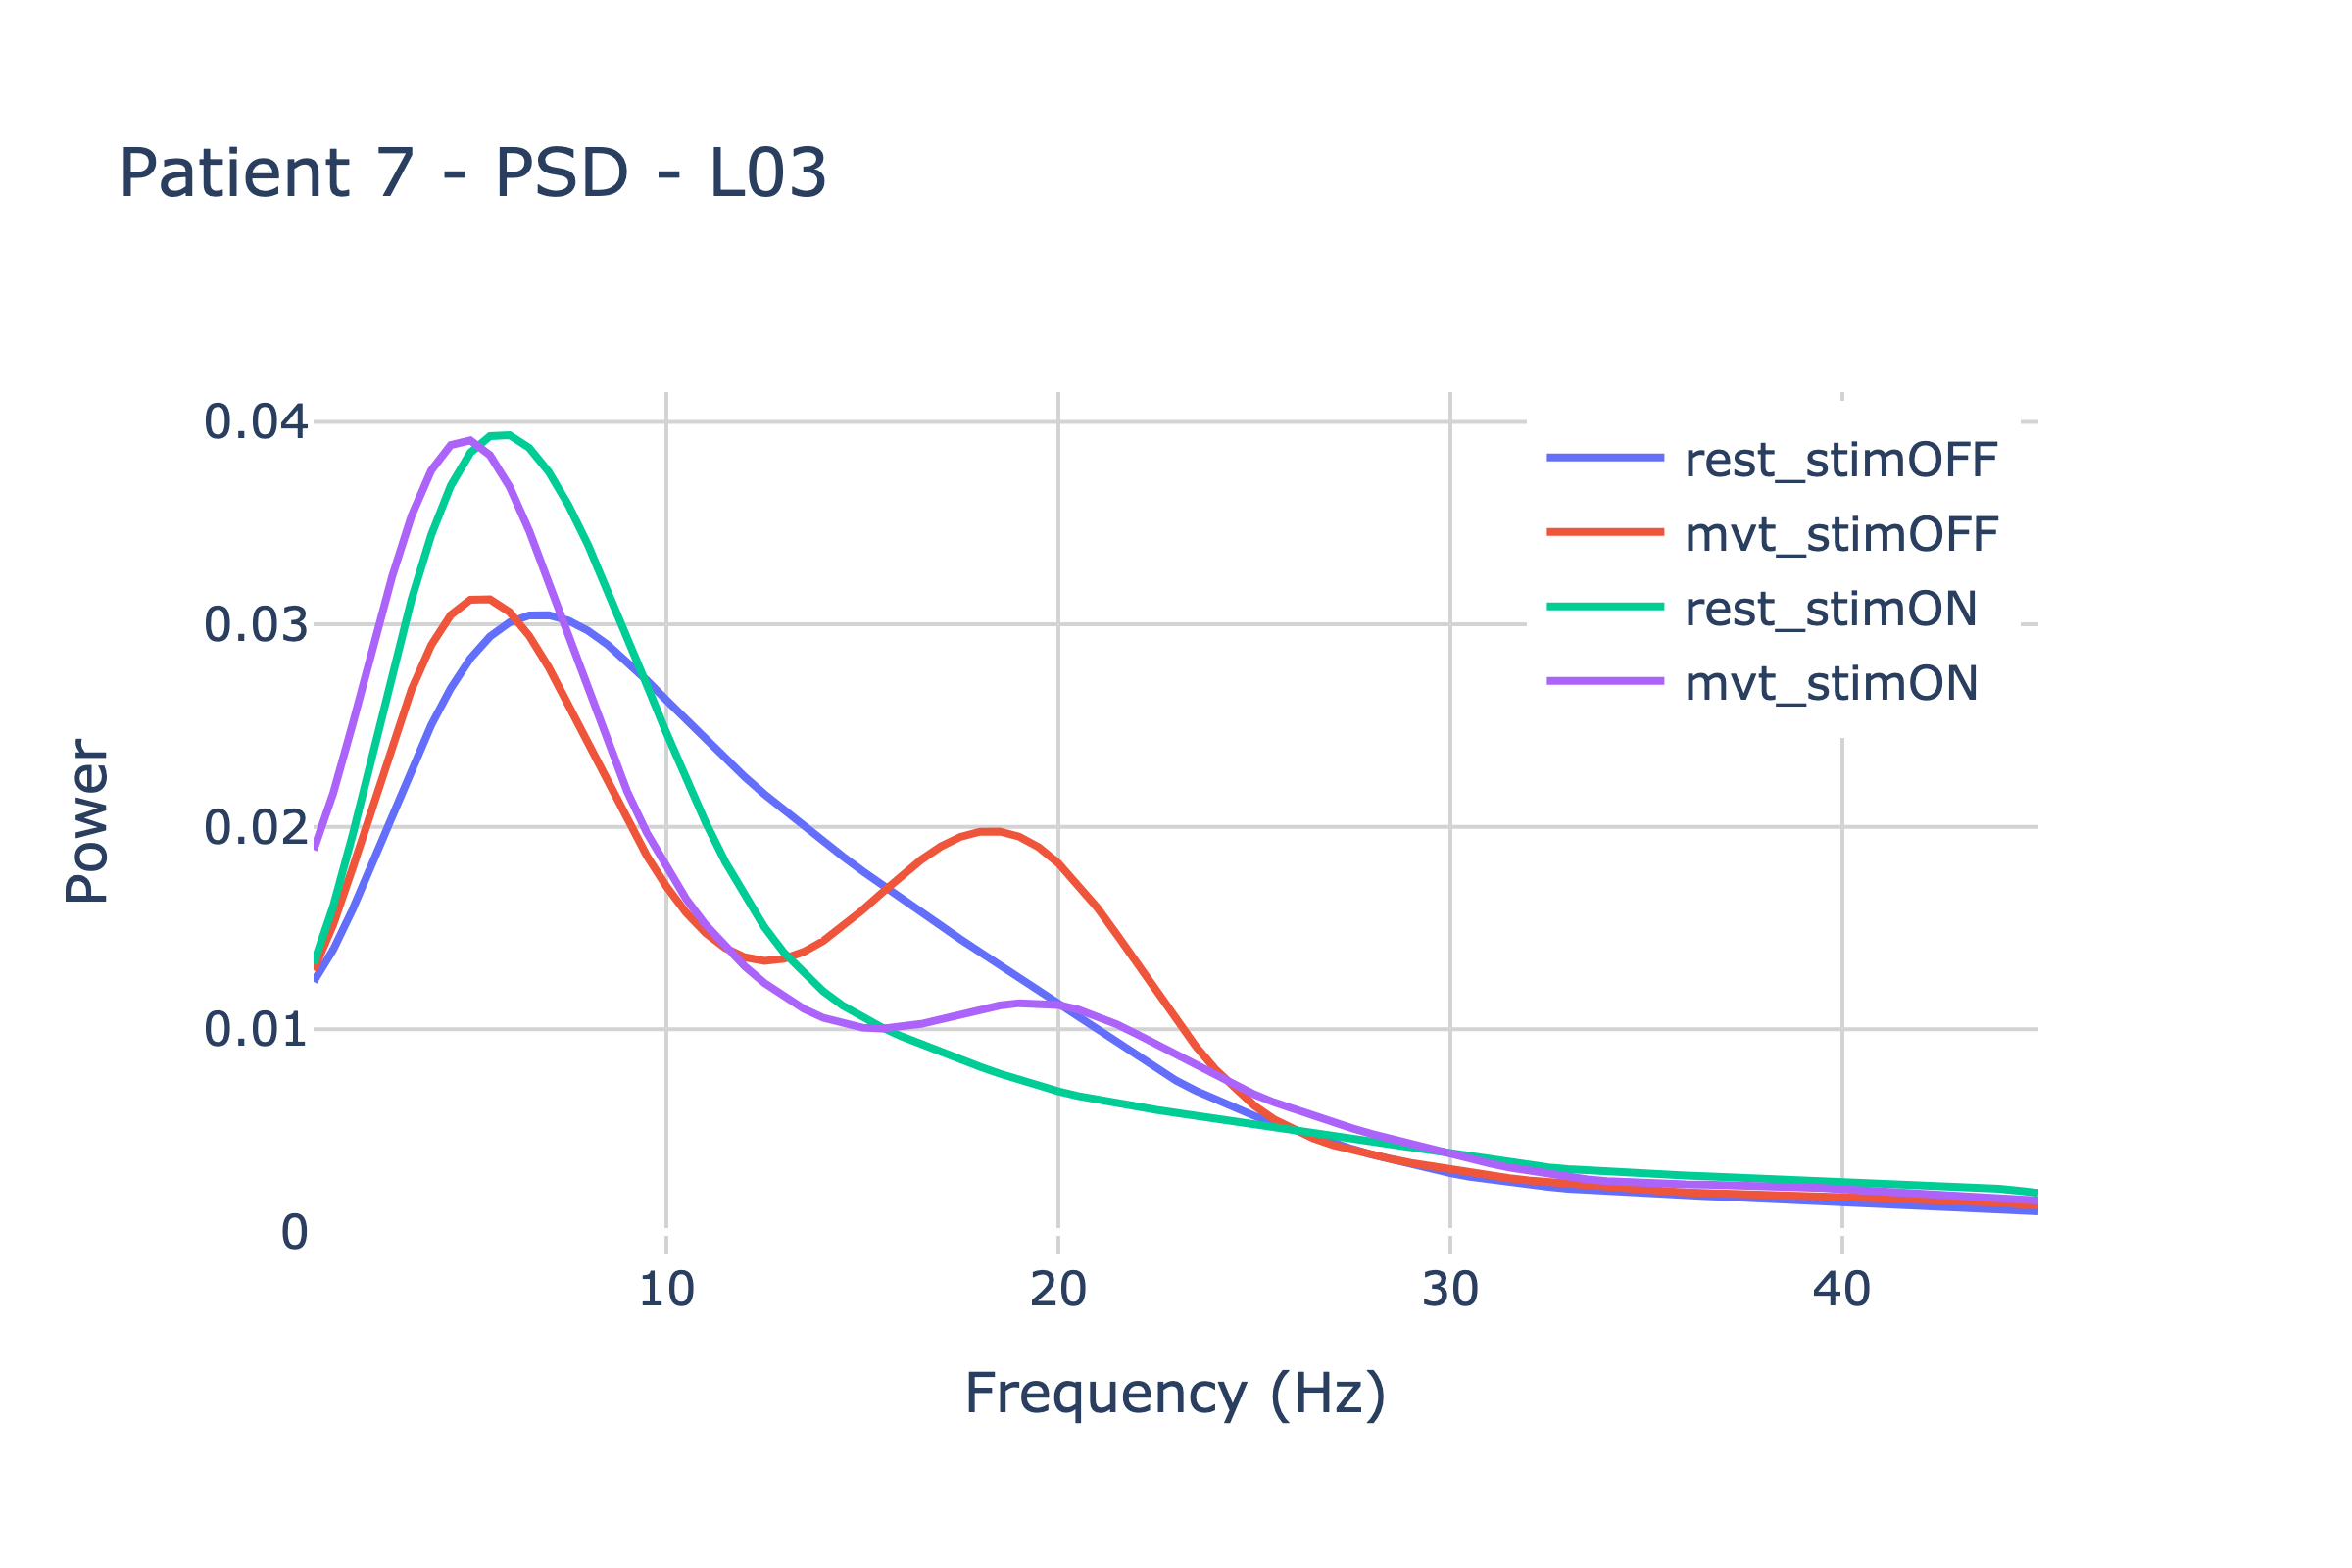 Patient 7 - PSD - L03
0.04
0.03
0.02
0.01
0
Power
rest_stimOFF
mvt_stimOFF
rest_stimON
mvt_stimON
10 20 30 40
Frequency (Hz)